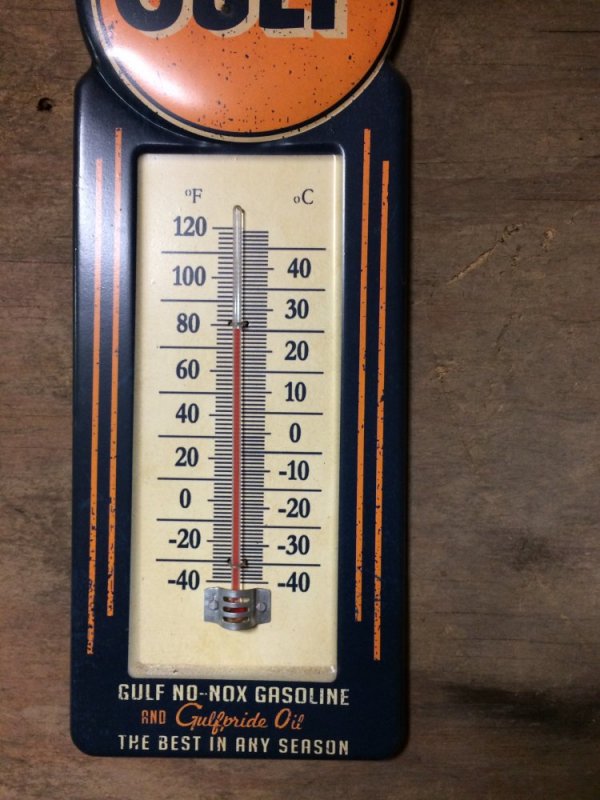 GULF
°F °C
120
100 40
80 30
60 20
40 10
20 0
0 -10
-20 -20
-40 -30
-40
GULF NO-NOX GASOLINE
AND Gulfpride Oil
THE BEST IN ANY SEASON